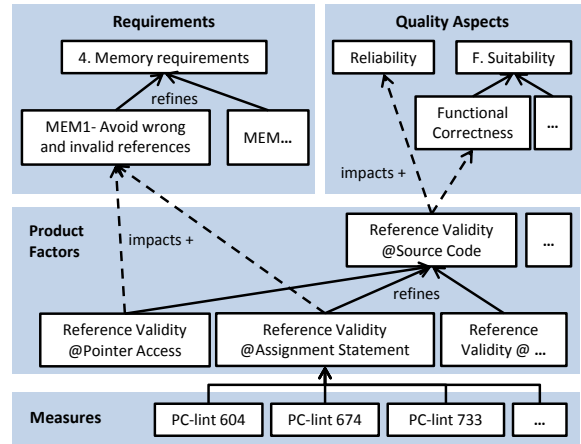 Requirements
4. Memory requirements
refines
MEM1- Avoid wrong
and invalid references
MEM...
Quality Aspects
Reliability
F. Suitability
Functional
Correctness
...
impacts +
Product
Factors
impacts +
Reference Validity
@Source Code
...
refines
Reference Validity
@Pointer Access
Reference Validity
@Assignment Statement
Reference
Validity @ ...
Measures
PC-lint 604
PC-lint 674
PC-lint 733
...